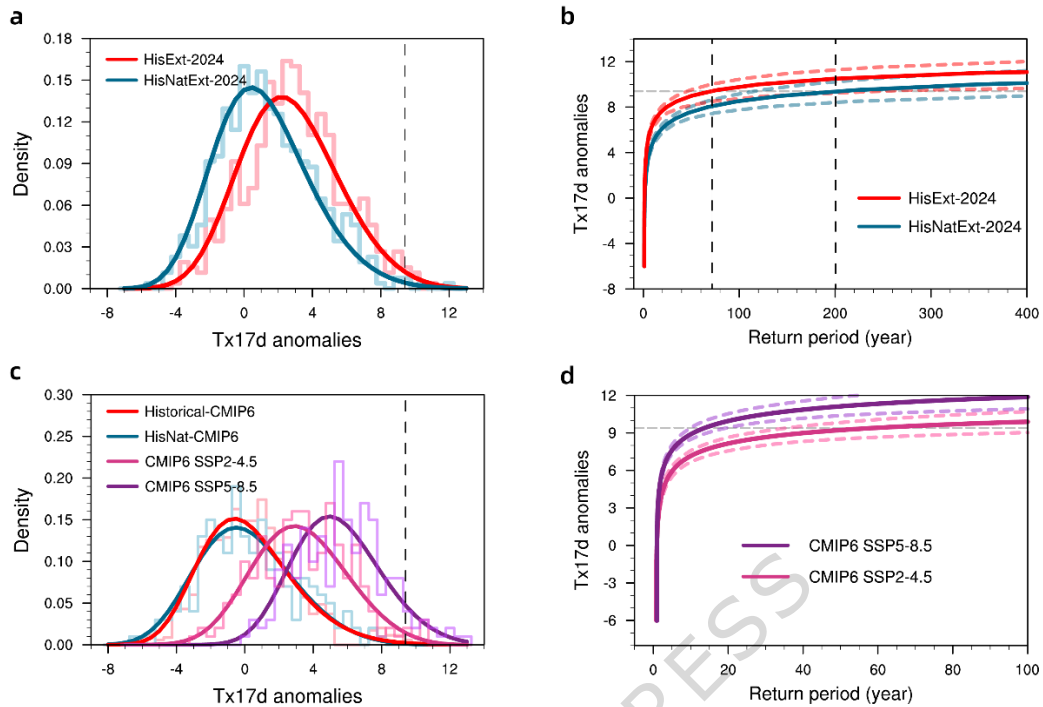 a
0.18
0.15
0.12
0.09
0.06
0.03
0.00
Density
HisExt-2024
HisNatExt-2024
-8 -4 0 4 8 12
Tx17d anomalies
b
12
8
4
0
-4
-8
Tx17d anomalies
HisExt-2024
HisNatExt-2024
0 100 200 300 400
Return period (year)
c
0.30
0.25
0.20
0.15
0.10
0.05
0.00
Density
Historical-CMIP6
HisNat-CMIP6
CMIP6 SSP2-4.5
CMIP6 SSP5-8.5
-8 -4 0 4 8 12
Tx17d anomalies
d
12
9
6
3
0
-3
-6
Tx17d anomalies
CMIP6 SSP5-8.5
CMIP6 SSP2-4.5
0 20 40 60 80 100
Return period (year)
RESS